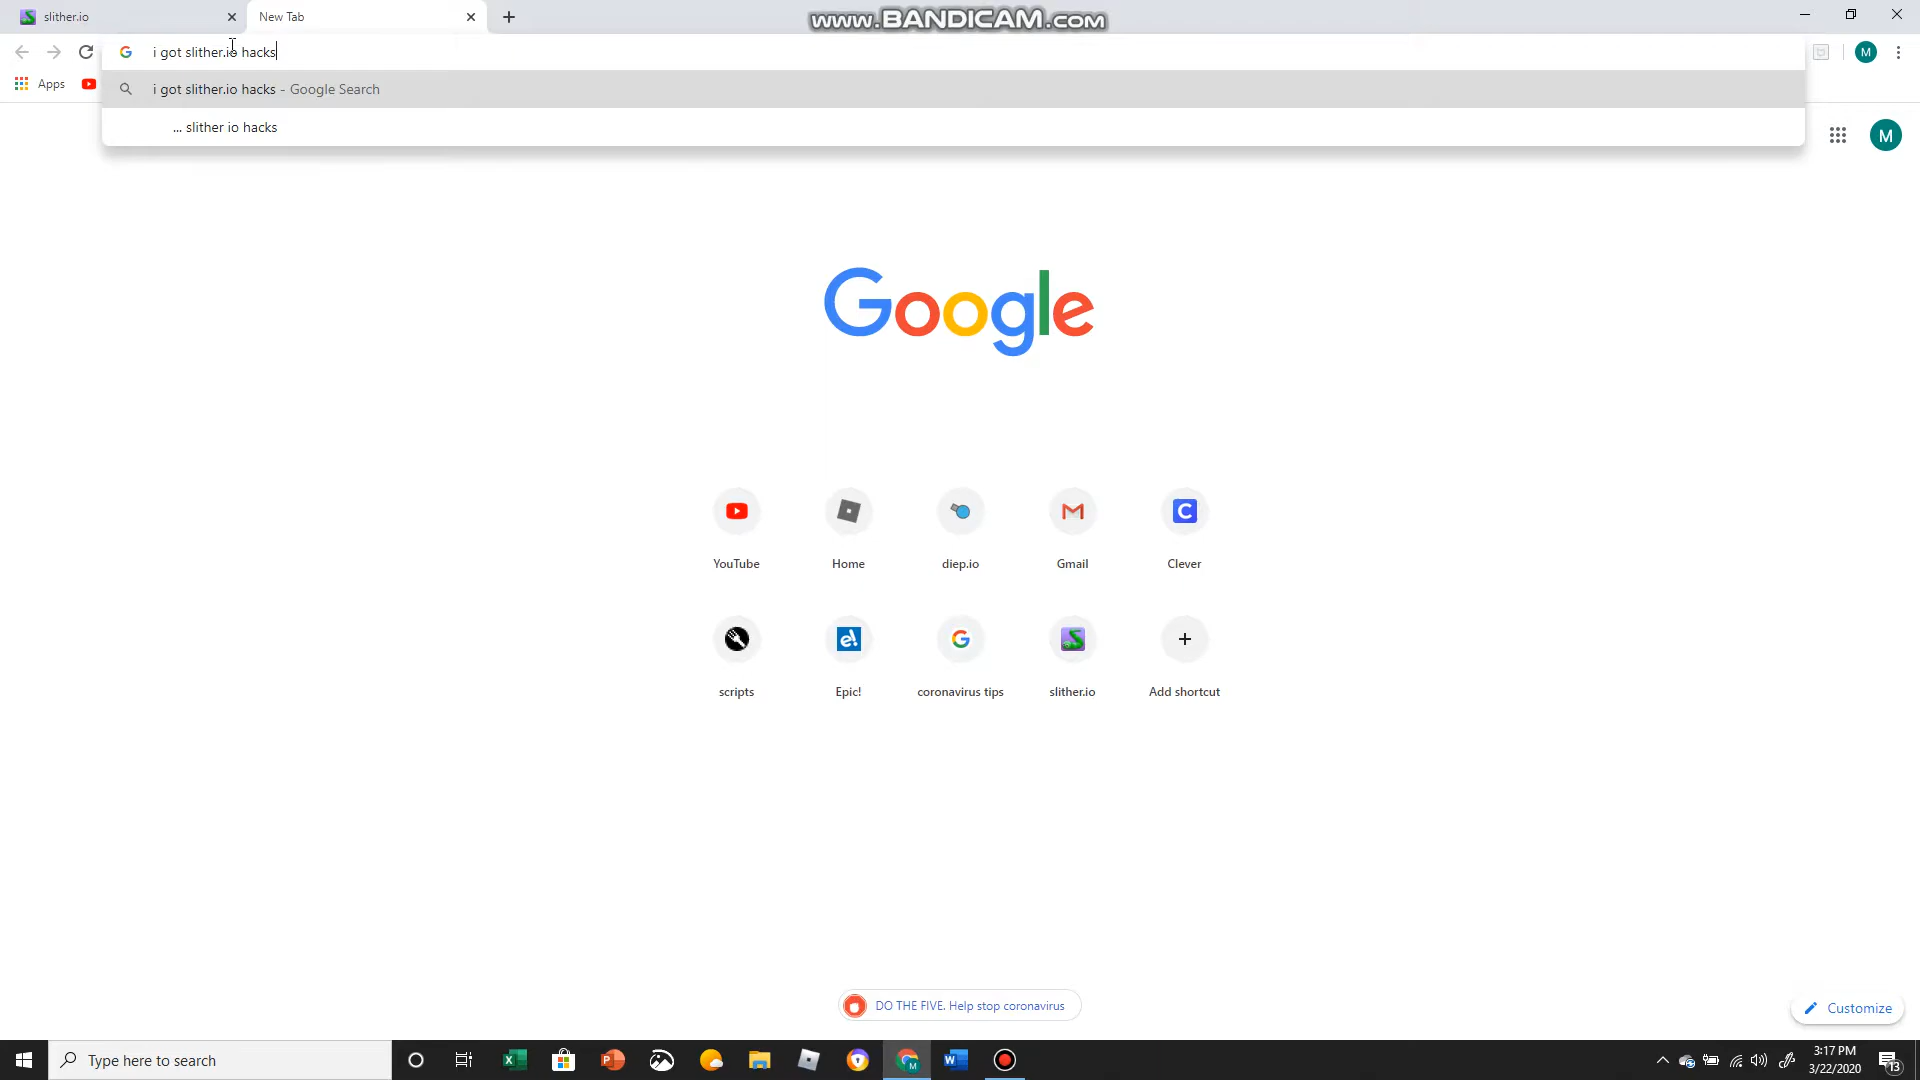 slither.io
New Tab
www.BANDICAM.com
i got slither.io hacks
M
Apps
i got slither.io hacks - Google Search
... slither io hacks
M
Google
YouTube
Home
diep.io
Gmail
Clever
scripts
Epic!
coronavirus tips
slither.io
Add shortcut
DO THE FIVE. Help stop coronavirus
Customize
Type here to search
3:17 PM
3/22/2020
13